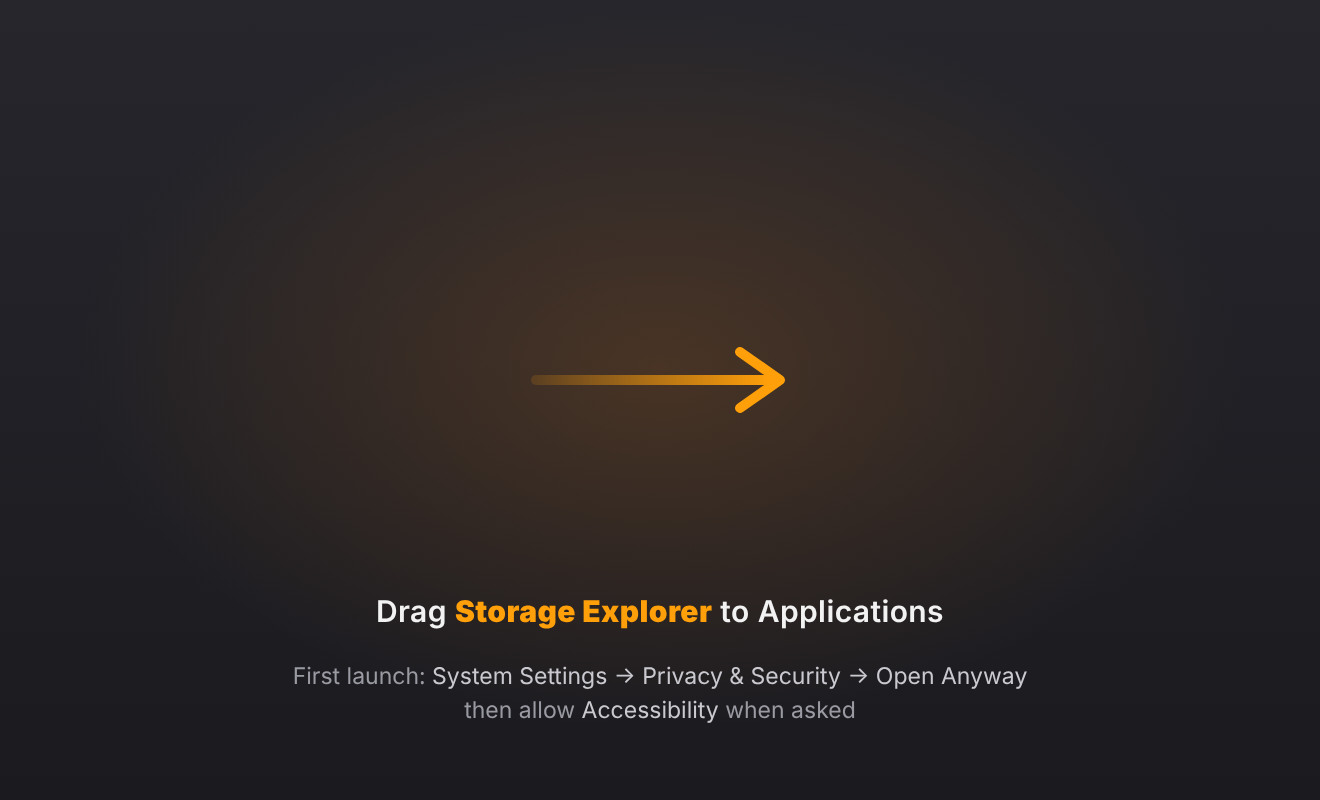 Drag Storage Explorer to Applications
First launch: System Settings → Privacy & Security → Open Anyway
then allow Accessibility when asked